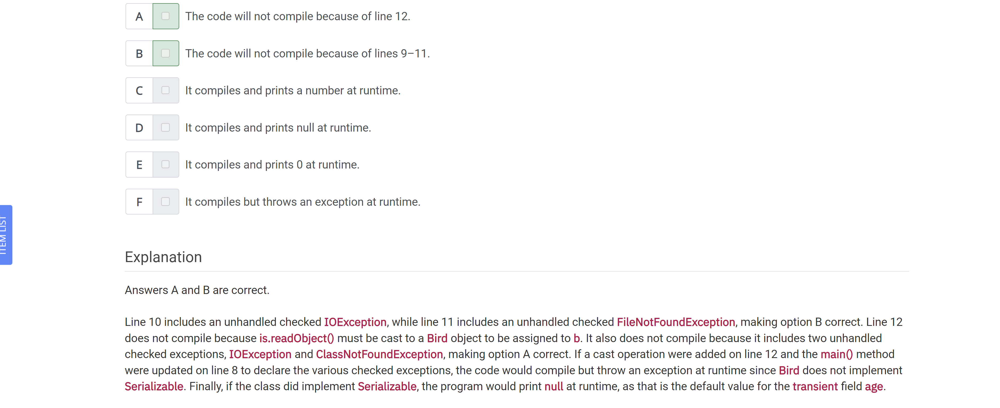 A The code will not compile because of line 12.
B The code will not compile because of lines 9–11.
C It compiles and prints a number at runtime.
D It compiles and prints null at runtime.
E It compiles and prints 0 at runtime.
F It compiles but throws an exception at runtime.
ITEM LIST
Explanation
Answers A and B are correct.
Line 10 includes an unhandled checked IOException, while line 11 includes an unhandled checked FileNotFoundException, making option B correct. Line 12
does not compile because is.readObject() must be cast to a Bird object to be assigned to b. It also does not compile because it includes two unhandled
checked exceptions, IOException and ClassNotFoundException, making option A correct. If a cast operation were added on line 12 and the main() method
were updated on line 8 to declare the various checked exceptions, the code would compile but throw an exception at runtime since Bird does not implement
Serializable. Finally, if the class did implement Serializable, the program would print null at runtime, as that is the default value for the transient field age.